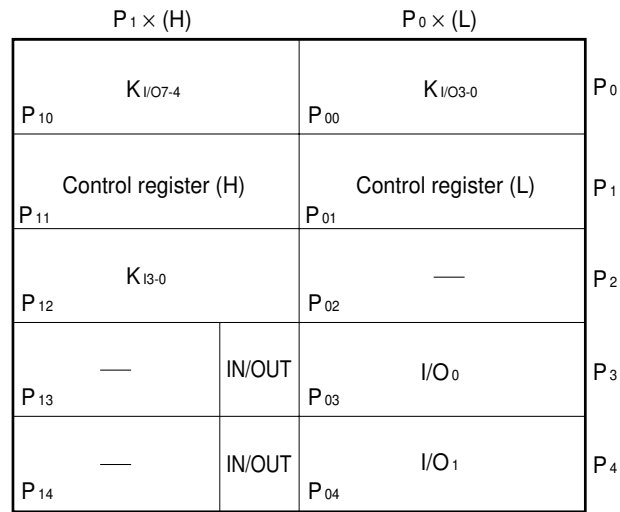 P1 × (H) P0 × (L)
KI/O7-4 KI/O3-0 P0
P10 P00
Control register (H) Control register (L) P1
P11 P01
KI3-0 — P2
P12 P02
— IN/OUT I/O0 P3
P13 P03
— IN/OUT I/O1 P4
P14 P04